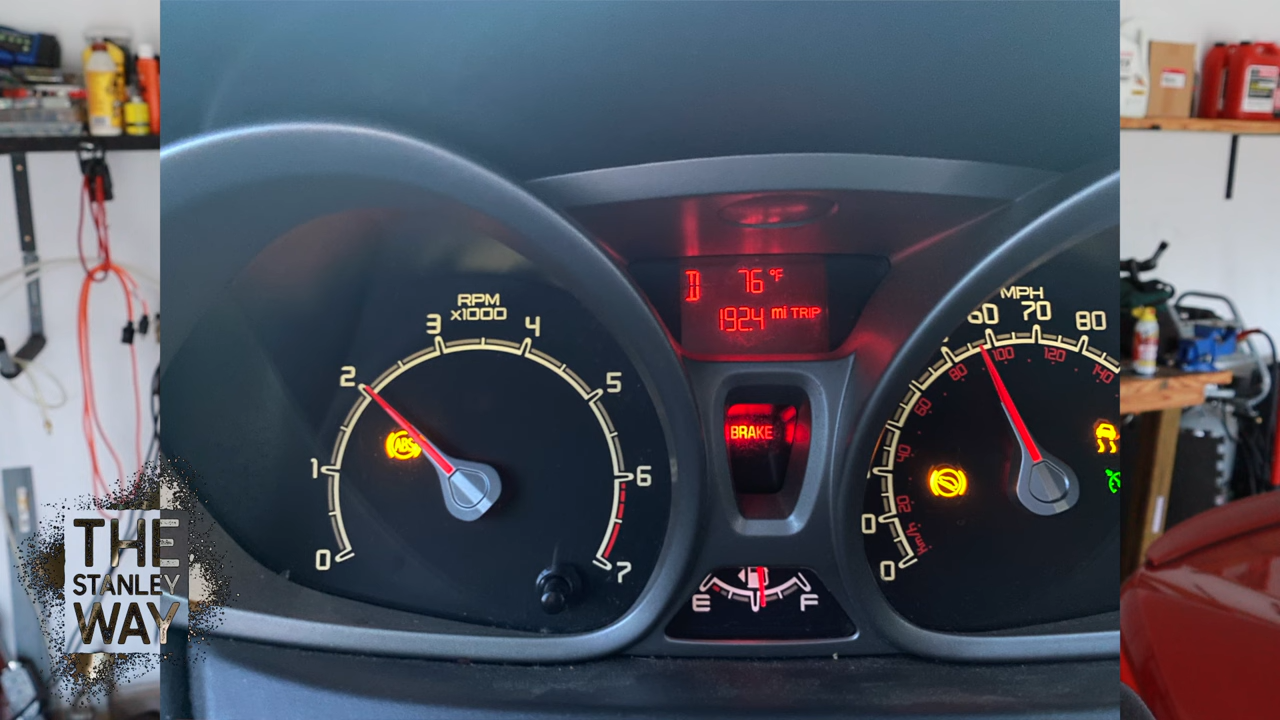 RPM
x1000
0
1
2
3
4
5
6
7
ABS
D 76 °F
192.4 mi TRIP
BRAKE
E F
MPH
60 70 80
0
0
20
40
60
80
100
120
140
km/h
THE
STANLEY
WAY